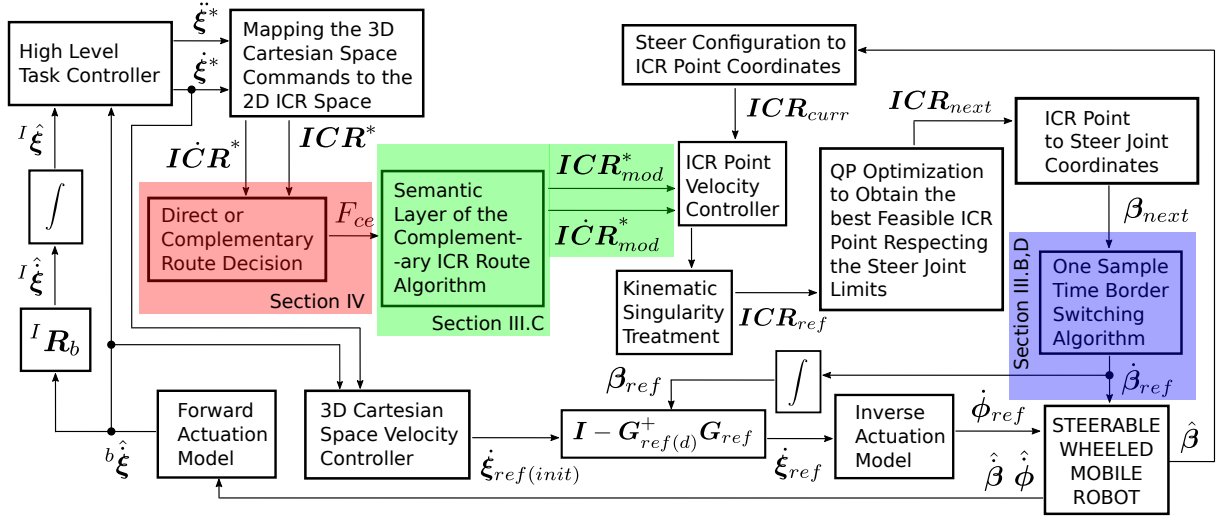 High Level
Task Controller
ξ̈*
ξ̇*
Mapping the 3D
Cartesian Space
Commands to the
2D ICR Space
Steer Configuration to
ICR Point Coordinates
ICR_curr
ICR_next
ICR Point
to Steer Joint
Coordinates
I ξ̂
∫
I ξ̂̇
I R_b
b ξ̂̇
IĊR*
ICR*
Direct or
Complementary
Route Decision
Section IV
F_ce
Semantic
Layer of the
Complement-
-ary ICR Route
Algorithm
Section III.C
ICR*_mod
IĊR*_mod
ICR Point
Velocity
Controller
Kinematic
Singularity
Treatment
ICR_ref
QP Optimization
to Obtain the
best Feasible ICR
Point Respecting
the Steer Joint
Limits
β_next
Section III.B,D
One Sample
Time Border
Switching
Algorithm
β̇_ref
∫
β_ref
Forward
Actuation
Model
3D Cartesian
Space Velocity
Controller
ξ̇_ref(init)
I − G⁺_ref(d) G_ref
ξ̇_ref
Inverse
Actuation
Model
φ̇_ref
STEERABLE
WHEELED
MOBILE
ROBOT
β̂
β̂̇ φ̂̇